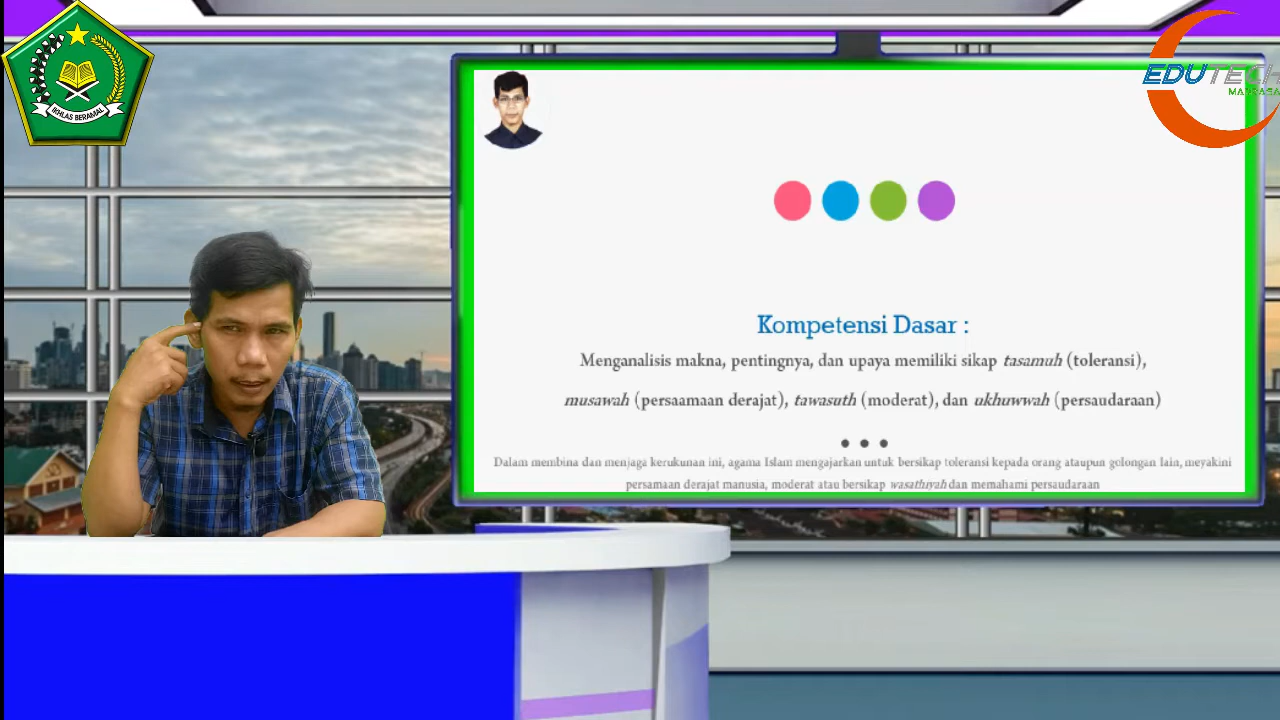 IKHLAS BERAMAL
EDUTECH
Kompetensi Dasar :
Menganalisis makna, pentingnya, dan upaya memiliki sikap tasamuh (toleransi),
musawah (persaamaan derajat), tawasuth (moderat), dan ukhuwwah (persaudaraan)
Dalam membina dan menjaga kerukunan ini, agama Islam mengajarkan untuk bersikap toleransi kepada orang ataupun golongan lain, meyakini
persamaan derajat manusia, moderat atau bersikap wasathiyah dan memahami persaudaraan